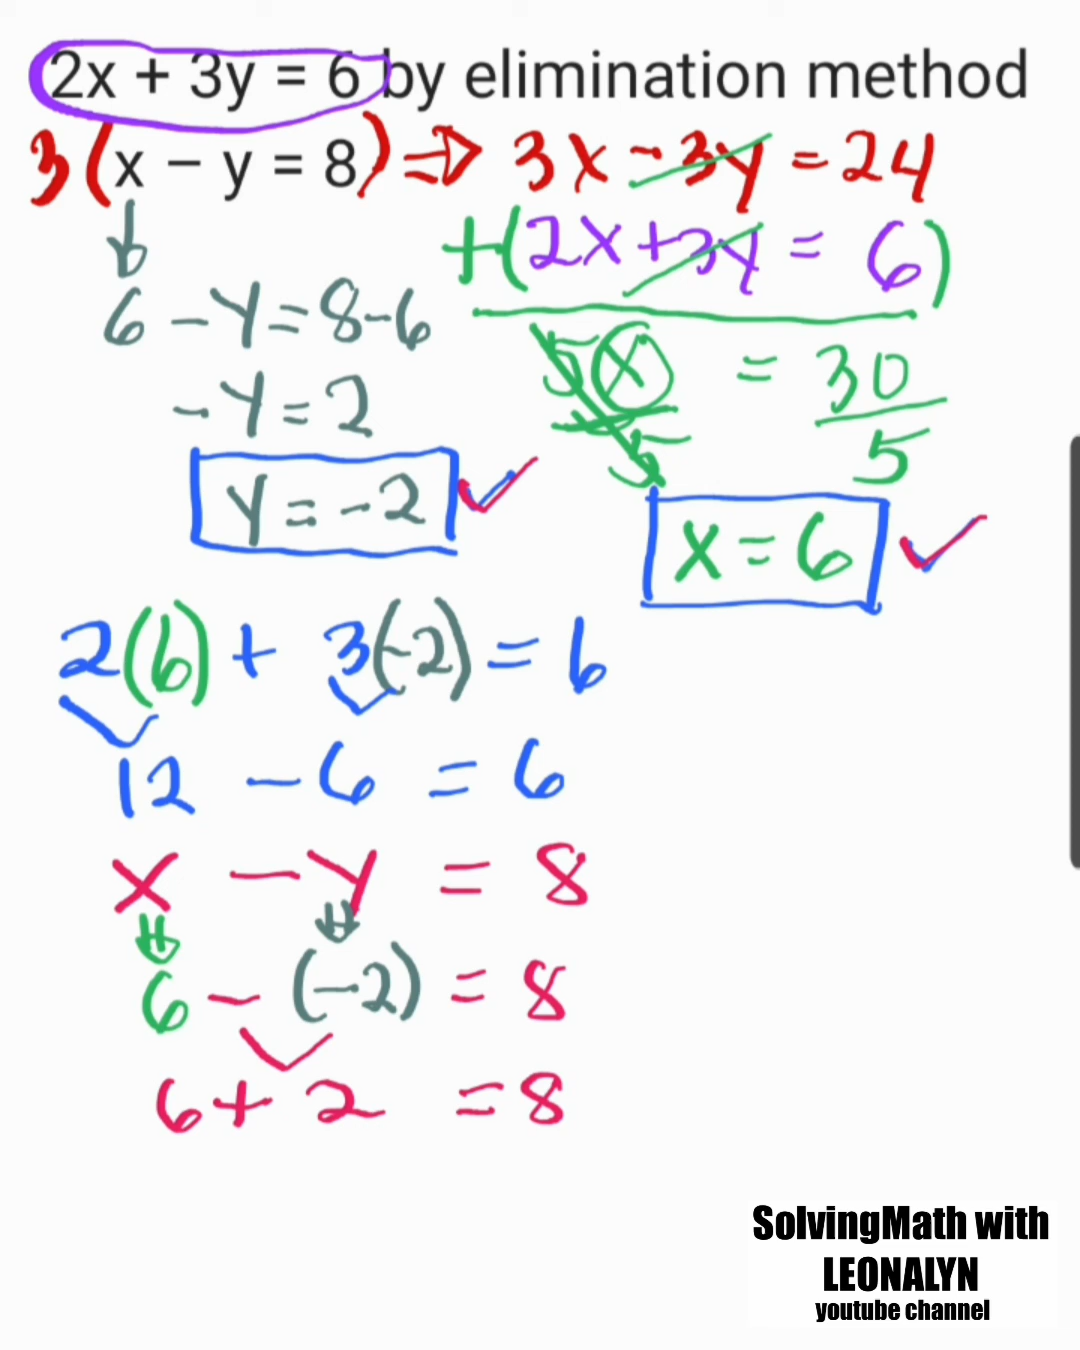 2x + 3y = 6 by elimination method
3(x − y = 8) ⇒ 3x - 3y = 24
+(2x + 3y = 6)
6 - y = 8 - 6
5x = 30
5 5
- y = 2
y = -2
x = 6
2(6) + 3(-2) = 6
12 - 6 = 6
x - y = 8
6 - (-2) = 8
6 + 2 = 8
SolvingMath with
LEONALYN
youtube channel